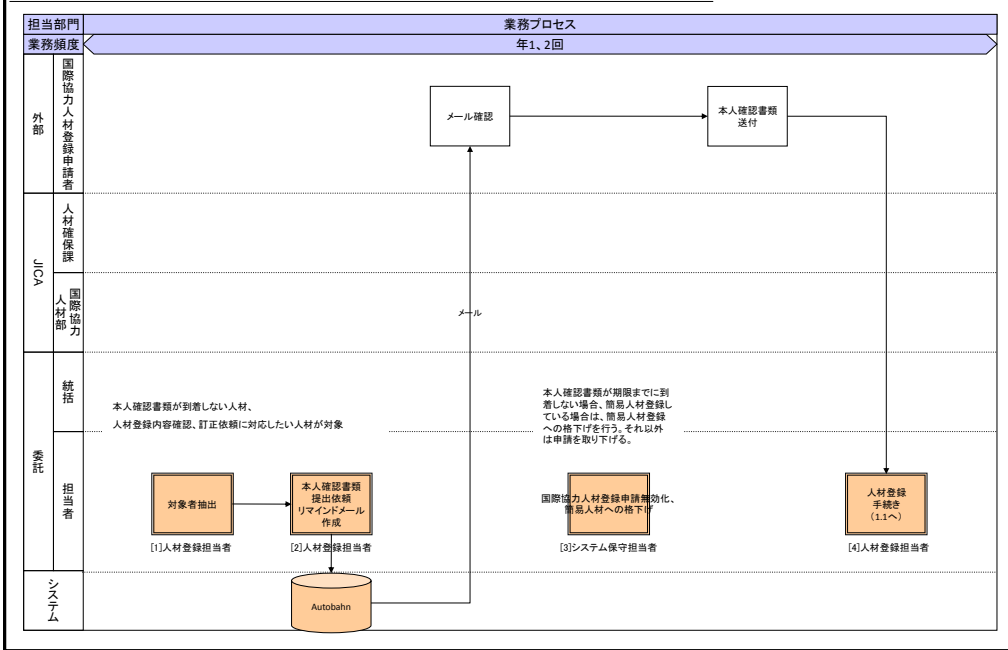 担当部門
業務プロセス
業務頻度
年1、2回
外部
国際協力人材登録申請者
メール確認
本人確認書類
送付
JICA
人材確保課
国際協力
人材部
メール
委託
統括
本人確認書類が到着しない人材、
人材登録内容確認、訂正依頼に対応したい人材が対象
本人確認書類が期限までに到
着しない場合、簡易人材登録し
ている場合は、簡易人材登録
への格下げを行う。それ以外
は申請を取り下げる。
担当者
対象者抽出
本人確認書類
提出依頼
リマインドメール
作成
国際協力人材登録申請無効化、
簡易人材への格下げ
人材登録
手続き
(1.1へ)
[1]人材登録担当者
[2]人材登録担当者
[3]システム保守担当者
[4]人材登録担当者
システム
Autobahn